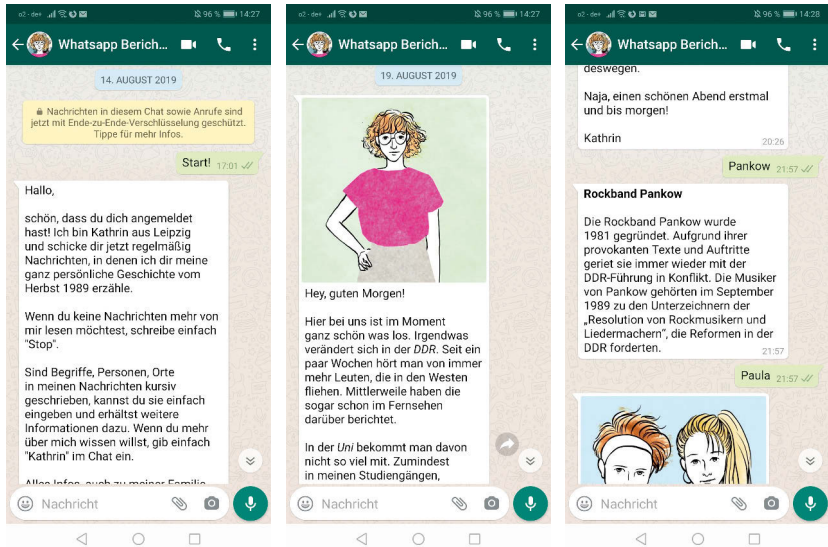 o2 - de+ 96 % 14:27
Whatsapp Berich...
14. AUGUST 2019
Nachrichten in diesem Chat sowie Anrufe sind
jetzt mit Ende-zu-Ende-Verschlüsselung geschützt.
Tippe für mehr Infos.
Start! 17:01
Hallo,
schön, dass du dich angemeldet
hast! Ich bin Kathrin aus Leipzig
und schicke dir jetzt regelmäßig
Nachrichten, in denen ich dir meine
ganz persönliche Geschichte vom
Herbst 1989 erzähle.
Wenn du keine Nachrichten mehr von
mir lesen möchtest, schreibe einfach
"Stop".
Sind Begriffe, Personen, Orte
in meinen Nachrichten kursiv
geschrieben, kannst du sie einfach
eingeben und erhältst weitere
Informationen dazu. Wenn du mehr
über mich wissen willst, gib einfach
"Kathrin" im Chat ein.
Alles Infos, auch zu meiner Familie
Nachricht
o2 - de+ 96 % 14:27
Whatsapp Berich...
19. AUGUST 2019
Hey, guten Morgen!
Hier bei uns ist im Moment
ganz schön was los. Irgendwas
verändert sich in der DDR. Seit ein
paar Wochen hört man von immer
mehr Leuten, die in den Westen
fliehen. Mittlerweile haben die
sogar schon im Fernsehen
darüber berichtet.
In der Uni bekommt man davon
nicht so viel mit. Zumindest
in meinen Studiengängen,
Nachricht
o2 - de+ 96 % 14:28
Whatsapp Berich...
deswegen.
Naja, einen schönen Abend erstmal
und bis morgen!
Kathrin
20:26
Pankow 21:57
Rockband Pankow
Die Rockband Pankow wurde
1981 gegründet. Aufgrund ihrer
provokanten Texte und Auftritte
geriet sie immer wieder mit der
DDR-Führung in Konflikt. Die Musiker
von Pankow gehörten im September
1989 zu den Unterzeichnern der
„Resolution von Rockmusikern und
Liedermachern", die Reformen in der
DDR forderten.
21:57
Paula 21:57
Nachricht